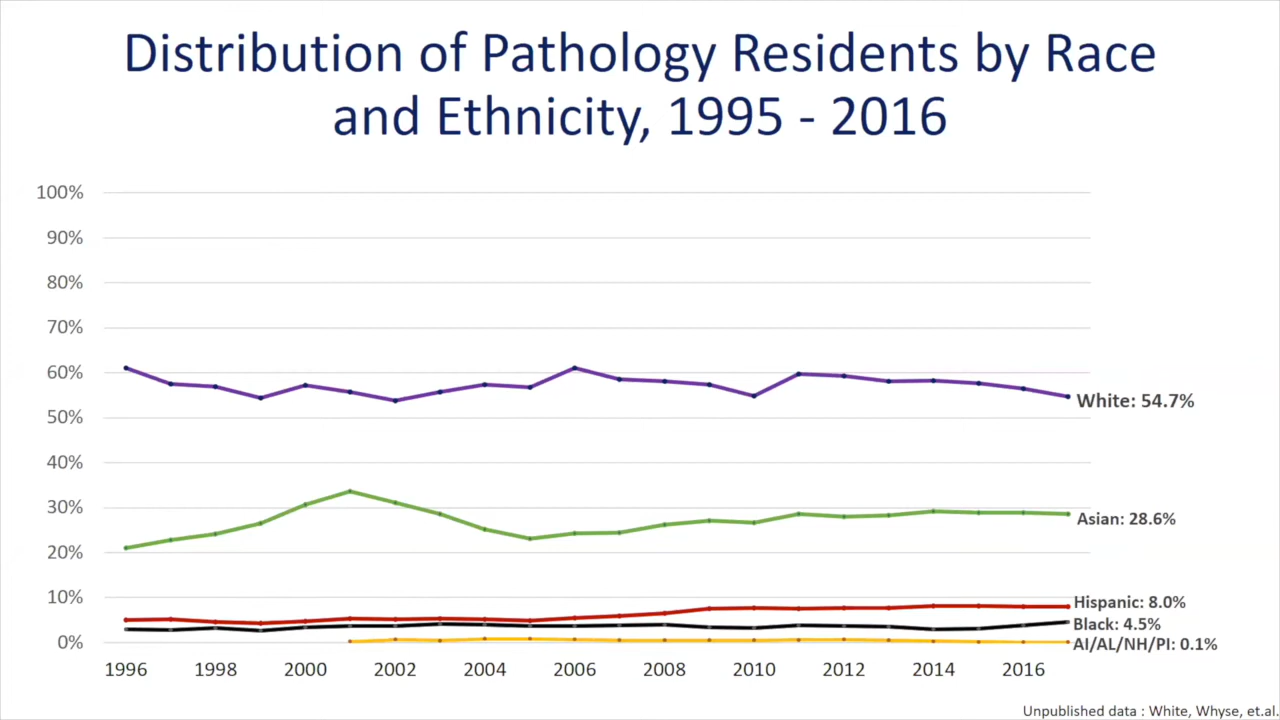 Distribution of Pathology Residents by Race
and Ethnicity, 1995 - 2016
100%
90%
80%
70%
60%
50%
40%
30%
20%
10%
0%
White: 54.7%
Asian: 28.6%
Hispanic: 8.0%
Black: 4.5%
AI/AL/NH/PI: 0.1%
1996 1998 2000 2002 2004 2006 2008 2010 2012 2014 2016
Unpublished data : White, Whyse, et.al.